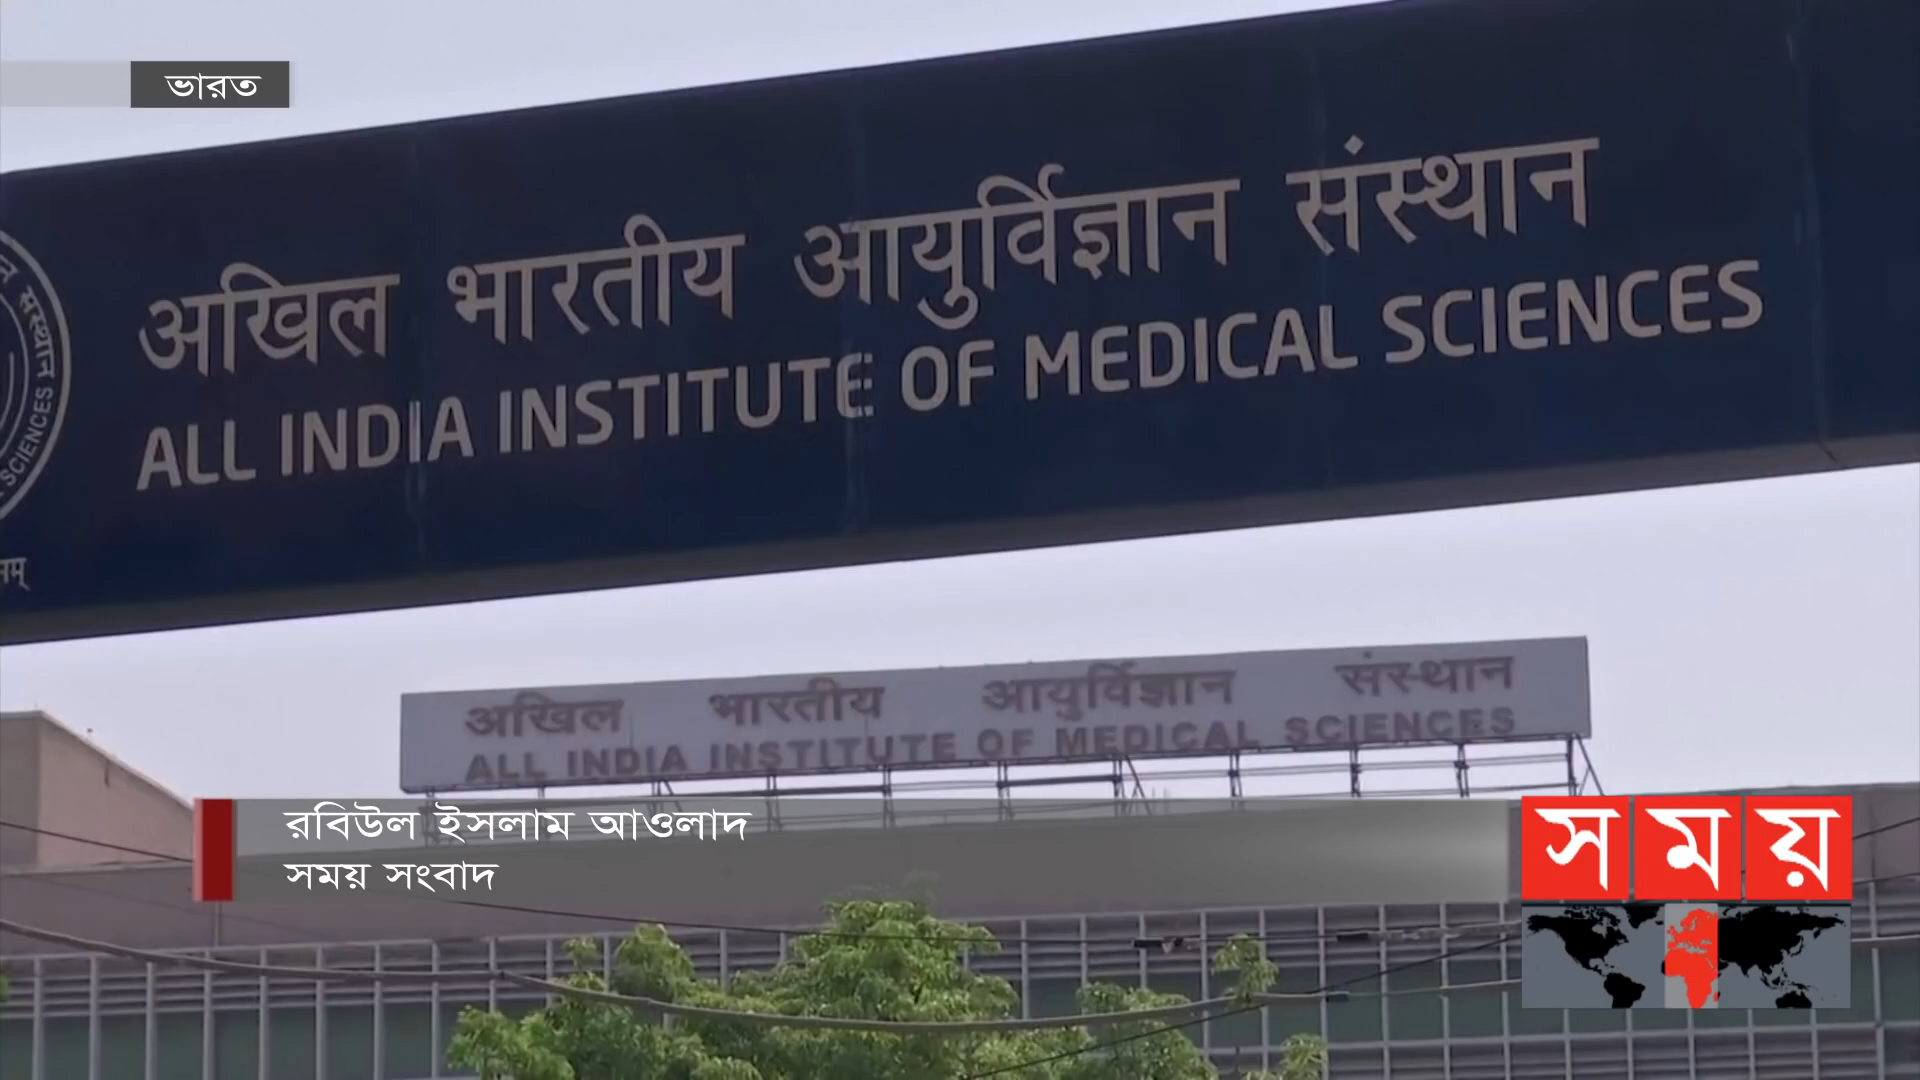 ভারত
अखिल भारतीय आयुर्विज्ञान संस्थान
ALL INDIA INSTITUTE OF MEDICAL SCIENCES
संस्थान
SCIENCES
अखिल भारतीय आयुर्विज्ञान संस्थान
ALL INDIA INSTITUTE OF MEDICAL SCIENCES
রবিউল ইসলাম আওলাদ
সময় সংবাদ
সময়